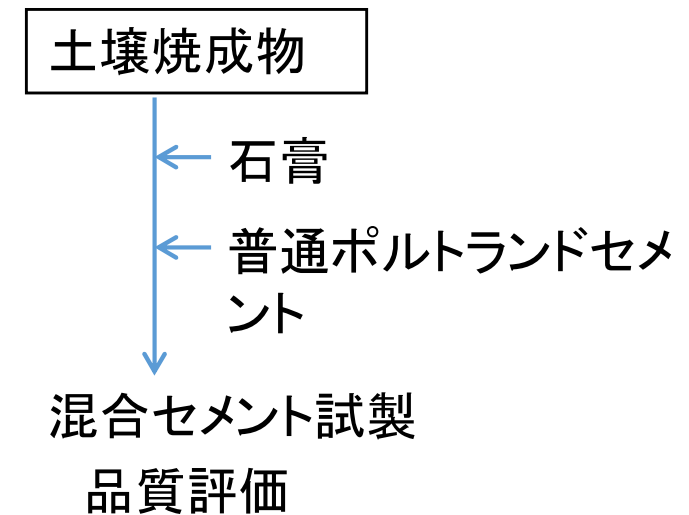 土壌焼成物
石膏
普通ポルトランドセメ
ント
混合セメント試製
品質評価